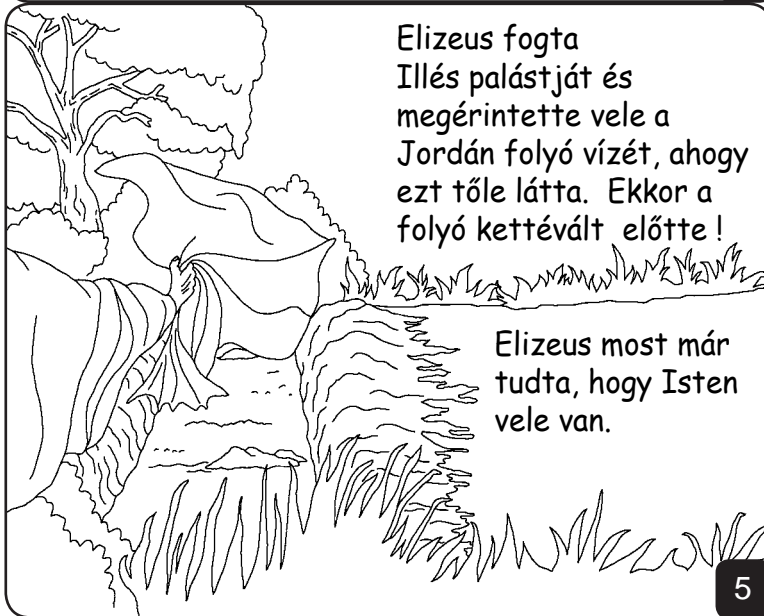 Elizeus fogta
Illés palástját és
megérintette vele a
Jordán folyó vízét, ahogy
ezt tőle látta. Ekkor a
folyó kettévált előtte !
Elizeus most már
tudta, hogy Isten
vele van.
5